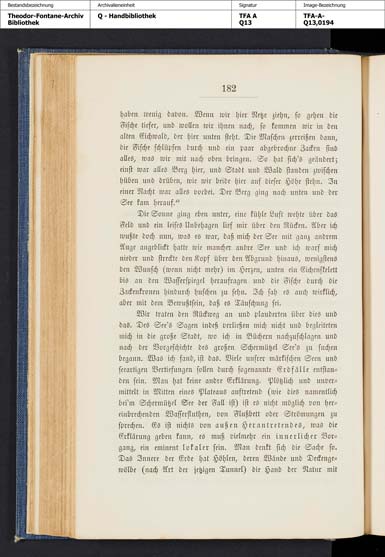 Bestandsbezeichnung
Archivalieneinheit
Signatur
Image-Bezeichnung
Theodor-Fontane-Archiv
Bibliothek
Q - Handbibliothek
TFA A
Q13
TFA-A-
Q13,0194
182
haben wenig davon. Wenn wir hier Netze ziehn, so gehen die
Fische tiefer, und wollen wir ihnen nach, so kommen wir in den
alten Eichwald, der hier unten steht. Die Maschen zerreißen dann,
die Fische schlüpfen durch und ein paar abgebrochne Zacken sind
alles, was wir mit nach oben bringen. So hat sich's geändert;
einst war alles Berg hier, und Stadt und Wald standen zwischen
hüben und drüben, wie wir beide hier auf dieser Höhe stehn. In
einer Nacht war alles vorbei. Der Berg ging nach unten und der
See kam herauf.“
Die Sonne ging eben unter, eine kühle Luft wehte über das
Feld und ein leises Unbehagen lief mir über den Rücken. Aber ich
wußte doch nun, was es war, daß mich der See mit ganz anderem
Auge angeblickt hatte wie mancher andre See und ich warf mich
nieder und streckte den Kopf über den Abgrund hinaus, wenigstens
den Wunsch (wenn nicht mehr) im Herzen, unten ein Eichenskelett
bis an den Wasserspiegel heraufragen und die Fische durch die
Zackenkronen hindurch huschen zu sehn. Ich sah es auch wirklich,
aber mit dem Bewußtsein, daß es Täuschung sei.
Wir traten den Rückweg an und plauderten über dies und
das. Des See's Sagen indeß verließen mich nicht und begleiteten
mich in die große Stadt, wo ich in Büchern nachzuschlagen und
nach der Vorgeschichte des großen Schermützel See's zu suchen
begann. Was ich fand, ist das. Viele unsrer märkischen Seen und
seeartigen Vertiefungen sollen durch sogenannte Erdfälle entstan-
den sein. Man hat keine andre Erklärung. Plötzlich und unver-
mittelt in Mitten eines Plateaus auftretend (wie dies namentlich
bei'm Schermützel See der Fall ist) ist es nicht möglich von her-
einbrechenden Wasserfluthen, von Flußbett oder Strömungen zu
sprechen. Es ist nichts von außen Herantretendes, was die
Erklärung geben kann, es muß vielmehr ein innerlicher Vor-
gang, ein eminent lokaler sein. Man denkt sich die Sache so.
Das Innere der Erde hat Höhlen, deren Wände und Deckenge-
wölbe (nach Art der jetzigen Tunnel) die Hand der Natur mit